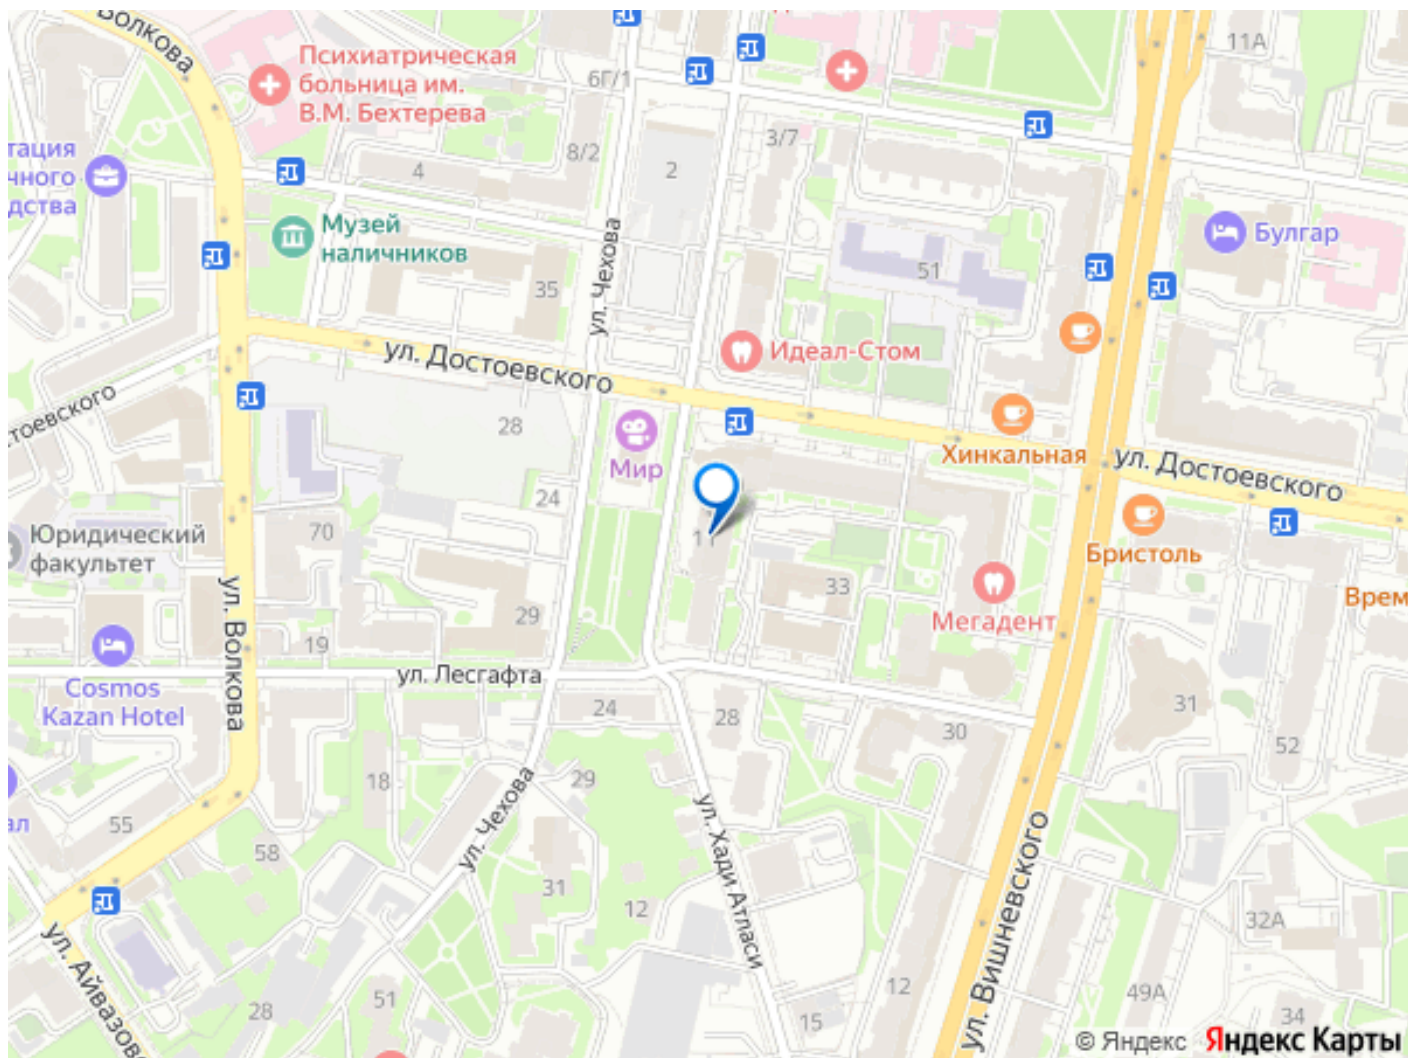 Волкова
11А
Психиатрическая
больница им.
В.М. Бехтерева
6Г/1
3/7
8/2
2
4
тация
чного
дства
Музей
наличников
ул. Чехова
Булгар
51
35
ул. Достоевского
Идеал-Стом
тоевского
28
Мир
Хинкальная
ул. Достоевского
24
Юридический
факультет
70
11
Бристоль
33
Мегадент
Врем
29
19
ул. Волкова
ул. Лесгафта
Cosmos
Kazan Hotel
24
28
30
31
52
18
29
ал
55
58
ул. Чехова
ул. Хади Атласи
31
12
ул. Вишневского
32А
ул. Айвазовс
12
49А
28
51
15
34
© Яндекс Яндекс Карты